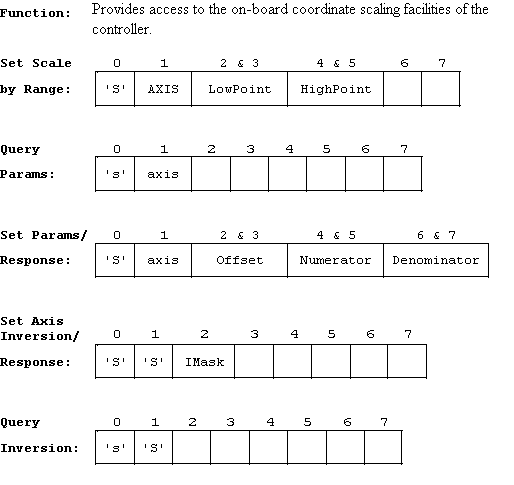 Function: Provides access to the on-board coordinate scaling facilities of the
controller.
Set Scale 0 1 2 & 3 4 & 5 6 7
by Range: 'S' AXIS LowPoint HighPoint
Query 0 1 2 3 4 5 6 7
Params: 's' axis
Set Params/ 0 1 2 & 3 4 & 5 6 & 7
Response: 'S' axis Offset Numerator Denominator
Set Axis
Inversion/ 0 1 2 3 4 5 6 7
Response: 'S' 'S' IMask
Query 0 1 2 3 4 5 6 7
Inversion: 's' 'S'